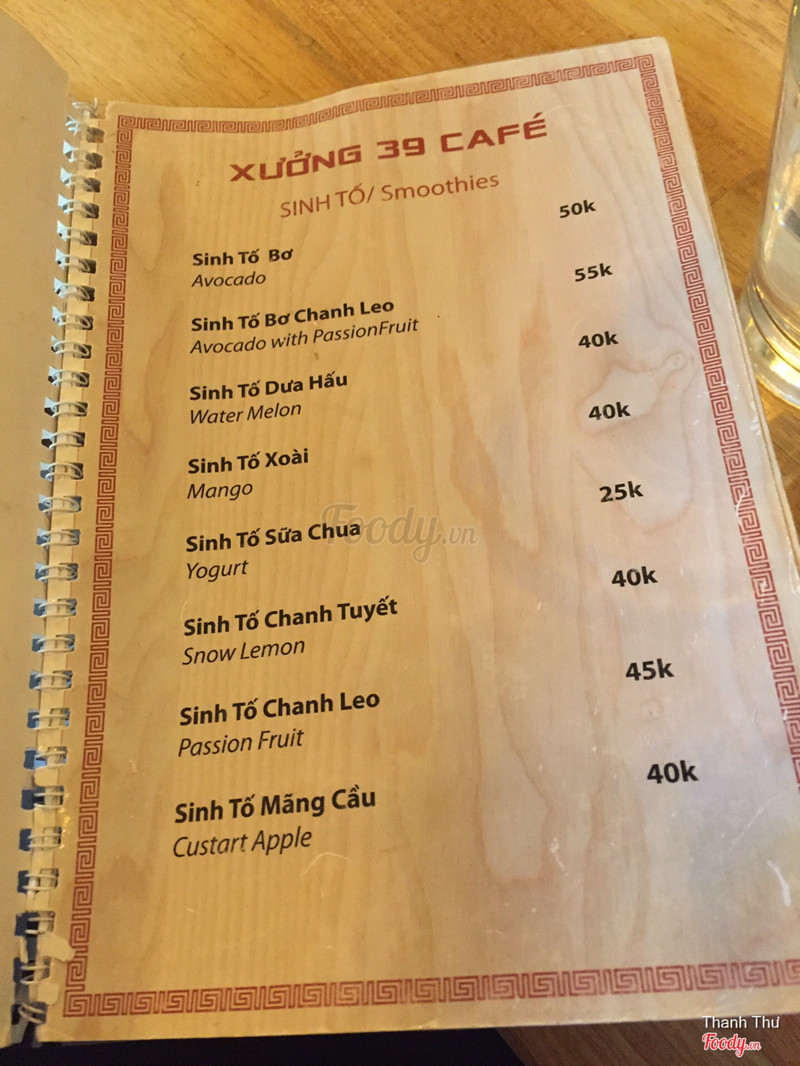 XƯỞNG 39 CAFÉ
SINH TỐ/ Smoothies
Sinh Tố Bơ 50k
Avocado
Sinh Tố Bơ Chanh Leo 55k
Avocado with PassionFruit
Sinh Tố Dưa Hấu 40k
Water Melon
Sinh Tố Xoài 40k
Mango
Sinh Tố Sữa Chua 25k
Yogurt
Sinh Tố Chanh Tuyết 40k
Snow Lemon
Sinh Tố Chanh Leo 45k
Passion Fruit
Sinh Tố Mãng Cầu 40k
Custart Apple
Foody.vn
Thanh Thư
Foody.vn